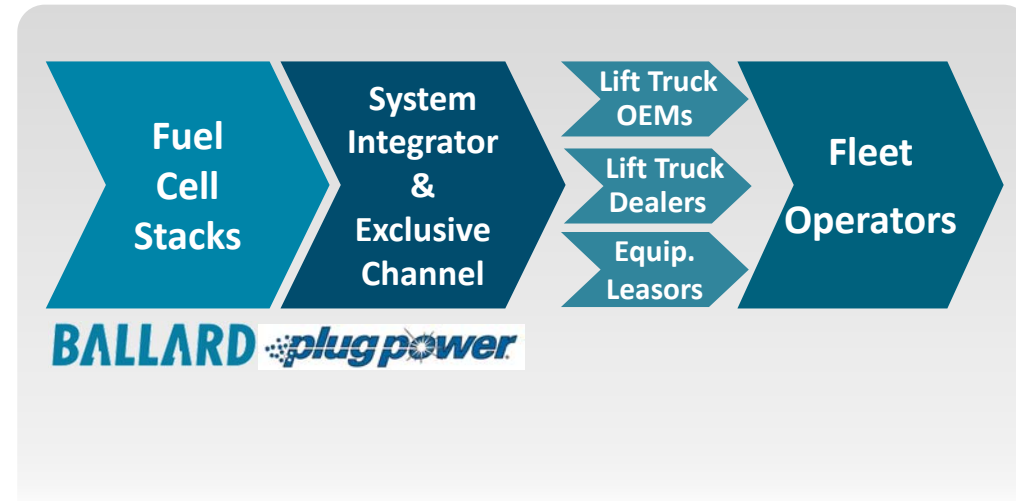 Fuel
Cell
Stacks
System
Integrator
&
Exclusive
Channel
Lift Truck
OEMs
Lift Truck
Dealers
Equip.
Leasors
Fleet
Operators
BALLARD
plug power